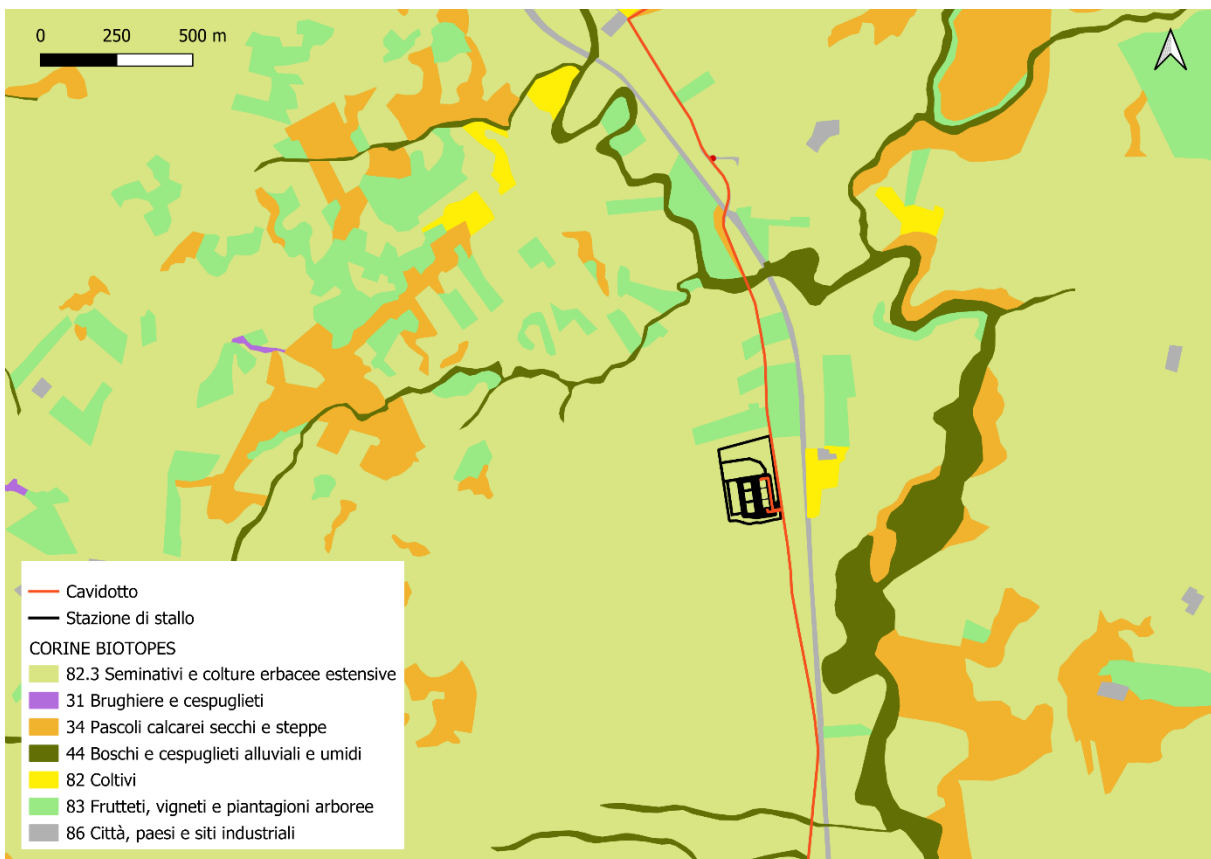 0 250 500 m
Cavidotto
Stazione di stallo
CORINE BIOTOPES
82.3 Seminativi e colture erbacee estensive
31 Brughiere e cespuglieti
34 Pascoli calcarei secchi e steppe
44 Boschi e cespuglieti alluviali e umidi
82 Coltivi
83 Frutteti, vigneti e piantagioni arboree
86 Città, paesi e siti industriali